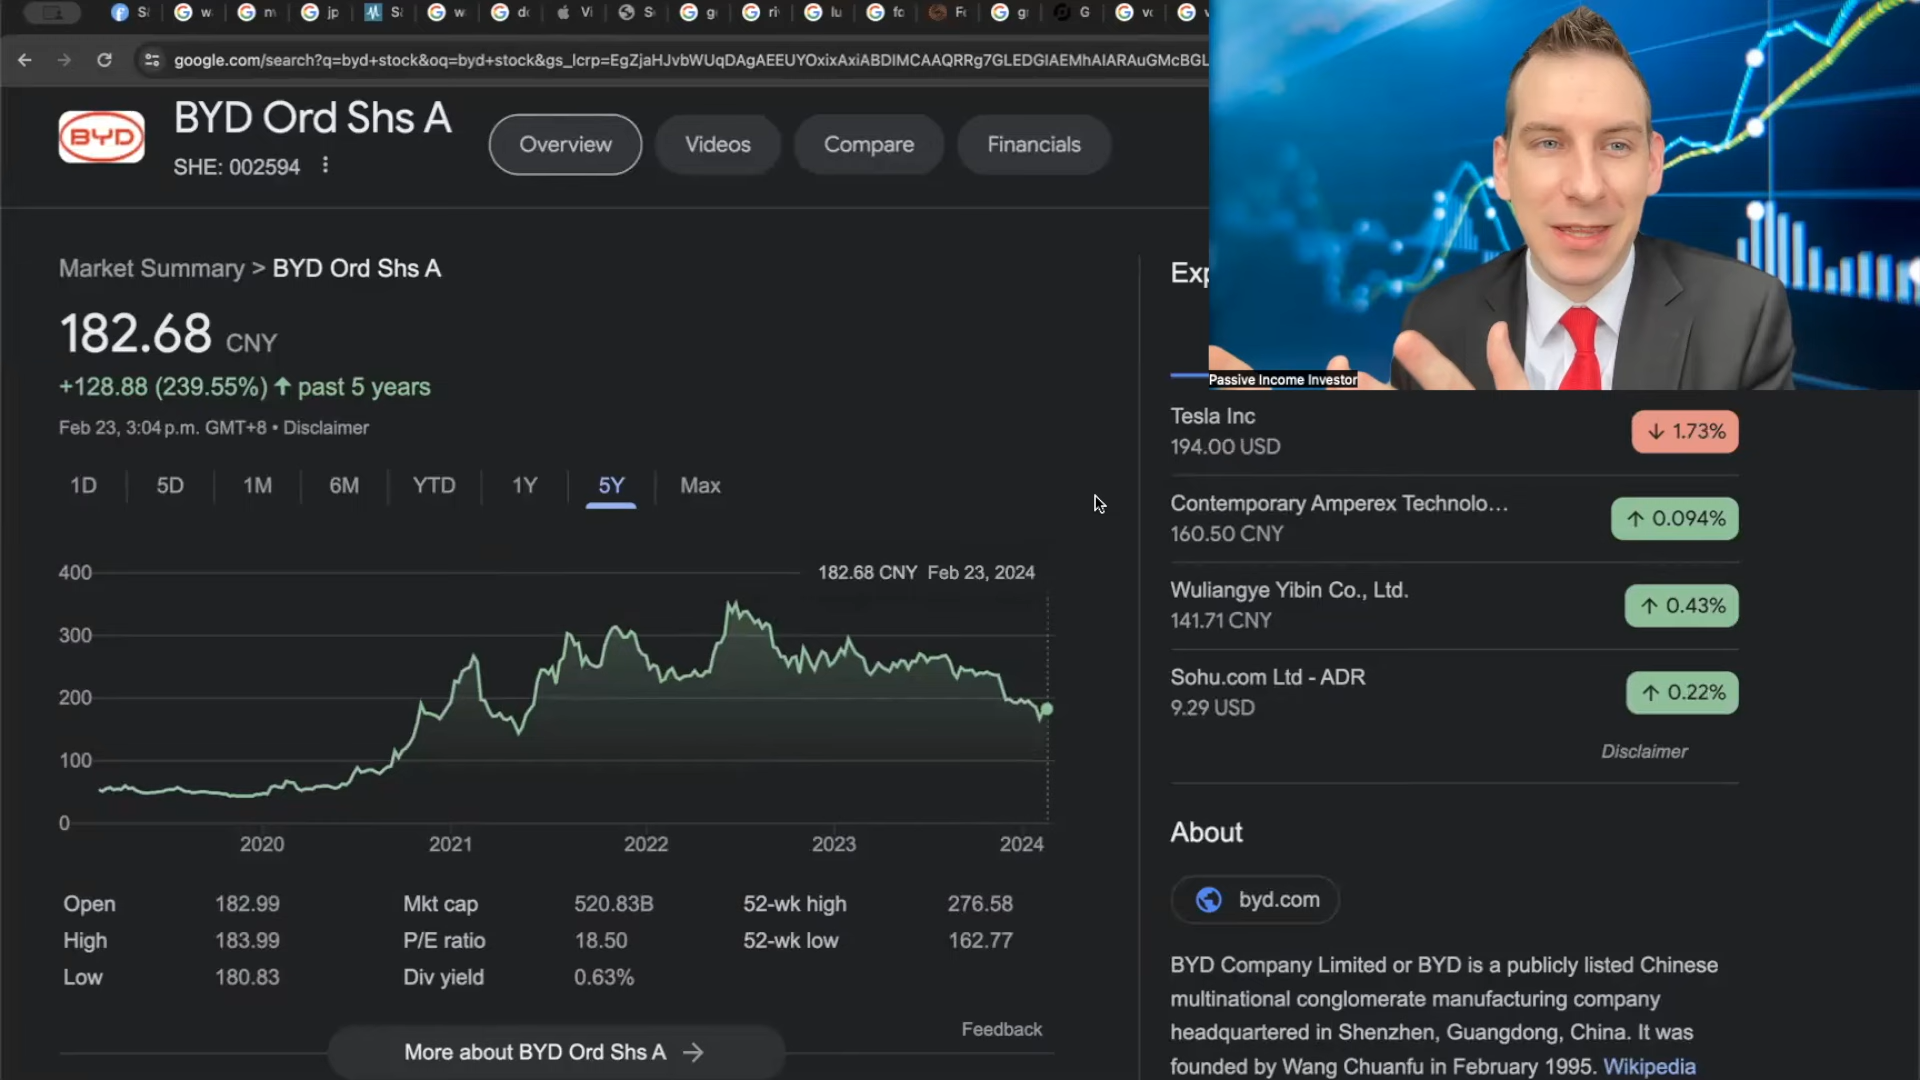 google.com/search?q=byd+stock&oq=byd+stock&gs_lcrp=EgZjaHJvbWUqDAgAEEUYOxixAxiABDIMCAAQRRg7GLEDGIAEMhAIARAuGMcBGL
BYD
BYD Ord Shs A
SHE: 002594
Overview
Videos
Compare
Financials
Market Summary > BYD Ord Shs A
182.68 CNY
+128.88 (239.55%) ↑ past 5 years
Feb 23, 3:04 p.m. GMT+8 • Disclaimer
1D 5D 1M 6M YTD 1Y 5Y Max
182.68 CNY Feb 23, 2024
400
300
200
100
0
2020 2021 2022 2023 2024
Open 182.99 Mkt cap 520.83B 52-wk high 276.58
High 183.99 P/E ratio 18.50 52-wk low 162.77
Low 180.83 Div yield 0.63%
Feedback
More about BYD Ord Shs A →
Passive Income Investor
Tesla Inc
194.00 USD
↓ 1.73%
Contemporary Amperex Technolo...
160.50 CNY
↑ 0.094%
Wuliangye Yibin Co., Ltd.
141.71 CNY
↑ 0.43%
Sohu.com Ltd - ADR
9.29 USD
↑ 0.22%
Disclaimer
About
byd.com
BYD Company Limited or BYD is a publicly listed Chinese
multinational conglomerate manufacturing company
headquartered in Shenzhen, Guangdong, China. It was
founded by Wang Chuanfu in February 1995. Wikipedia